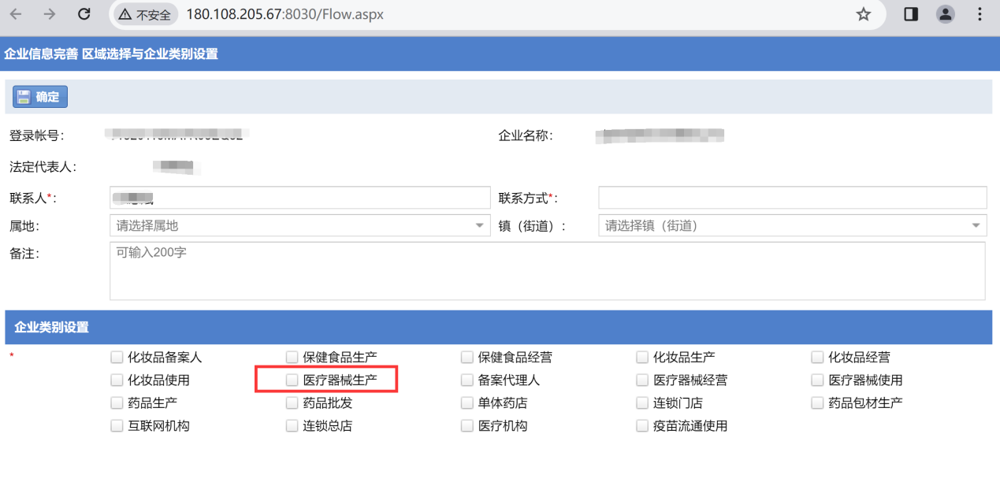 不安全 180.108.205.67:8030/Flow.aspx
企业信息完善 区域选择与企业类别设置
确定
登录帐号: 企业名称:
法定代表人:
联系人*: 联系方式*:
属地: 请选择属地 镇（街道）: 请选择镇（街道）
备注: 可输入200字
企业类别设置
* 化妆品备案人 保健食品生产 保健食品经营 化妆品生产 化妆品经营
化妆品使用 医疗器械生产 备案代理人 医疗器械经营 医疗器械使用
药品生产 药品批发 单体药店 连锁门店 药品包材生产
互联网机构 连锁总店 医疗机构 疫苗流通使用